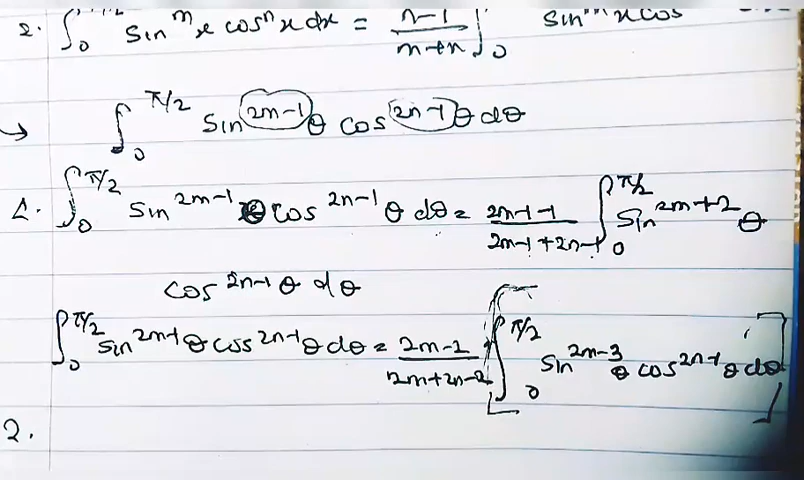 2. ∫₀^π/2 sin^m x cos^n x dx = n-1/m+n ∫₀ sin^m x cos
→ ∫₀^π/2 sin^2m-1 θ cos^2n-1 θ dθ
1. ∫₀^π/2 sin^2m-1 θ cos^2n-1 θ dθ = 2m-1-1/2m-1+2n-1 ∫₀^π/2 sin^2m+2 θ
cos^2n-1 θ dθ
∫₀^π/2 sin^2m-1 θ cos^2n-1 θ dθ = 2m-2/2m+2n-2 [∫₀^π/2 sin^2m-3 θ cos^2n-1 θ dθ]
2.